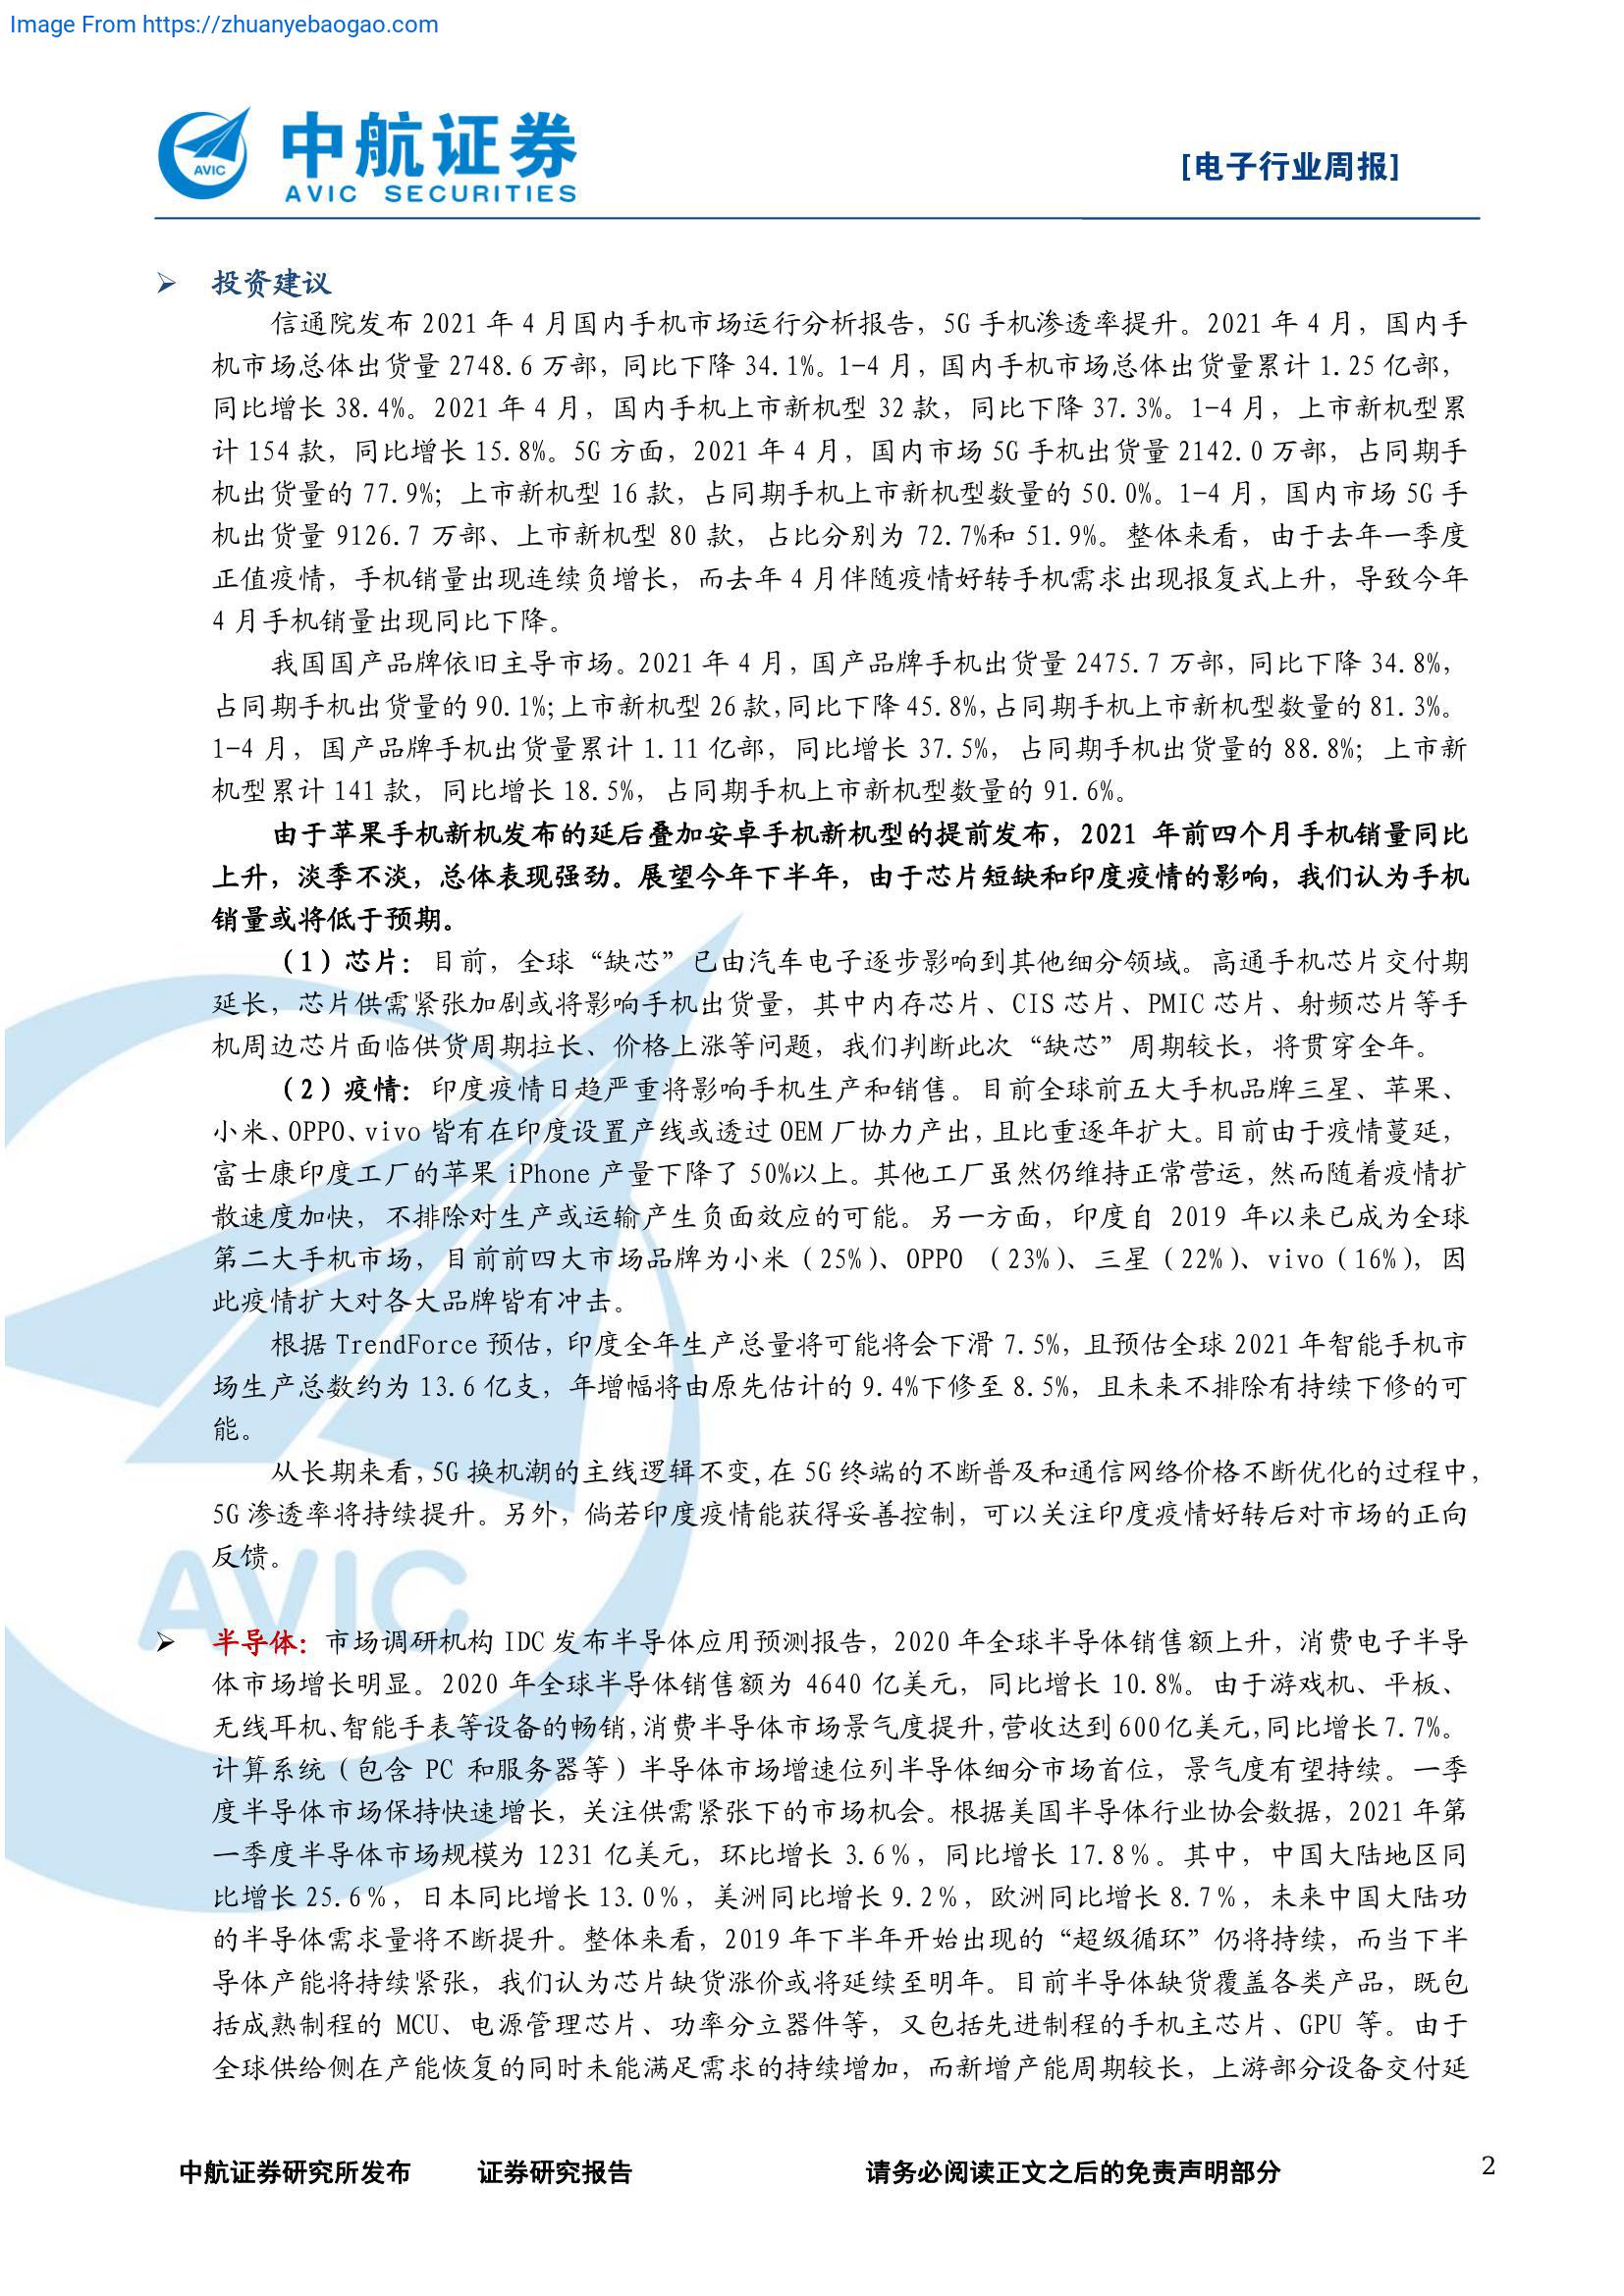 Image From https://zhuanyebaogao.com
中航证券
AVIC SECURITIES
AVIC
[电子行业周报]
➢ 投资建议
信通院发布 2021 年 4 月国内手机市场运行分析报告，5G 手机渗透率提升。2021 年 4 月，国内手
机市场总体出货量 2748.6 万部，同比下降 34.1%。1-4 月，国内手机市场总体出货量累计 1.25 亿部，
同比增长 38.4%。2021 年 4 月，国内手机上市新机型 32 款，同比下降 37.3%。1-4 月，上市新机型累
计 154 款，同比增长 15.8%。5G 方面，2021 年 4 月，国内市场 5G 手机出货量 2142.0 万部，占同期手
机出货量的 77.9%；上市新机型 16 款，占同期手机上市新机型数量的 50.0%。1-4 月，国内市场 5G 手
机出货量 9126.7 万部、上市新机型 80 款，占比分别为 72.7%和 51.9%。整体来看，由于去年一季度
正值疫情，手机销量出现连续负增长，而去年 4 月伴随疫情好转手机需求出现报复式上升，导致今年
4 月手机销量出现同比下降。
我国国产品牌依旧主导市场。2021 年 4 月，国产品牌手机出货量 2475.7 万部，同比下降 34.8%，
占同期手机出货量的 90.1%；上市新机型 26 款，同比下降 45.8%，占同期手机上市新机型数量的 81.3%。
1-4 月，国产品牌手机出货量累计 1.11 亿部，同比增长 37.5%，占同期手机出货量的 88.8%；上市新
机型累计 141 款，同比增长 18.5%，占同期手机上市新机型数量的 91.6%。
由于苹果手机新机发布的延后叠加安卓手机新机型的提前发布，2021 年前四个月手机销量同比
上升，淡季不淡，总体表现强劲。展望今年下半年，由于芯片短缺和印度疫情的影响，我们认为手机
销量或将低于预期。
（1）芯片：目前，全球“缺芯”已由汽车电子逐步影响到其他细分领域。高通手机芯片交付期
延长，芯片供需紧张加剧或将影响手机出货量，其中内存芯片、CIS 芯片、PMIC 芯片、射频芯片等手
机周边芯片面临供货周期拉长、价格上涨等问题，我们判断此次“缺芯”周期较长，将贯穿全年。
（2）疫情：印度疫情日趋严重将影响手机生产和销售。目前全球前五大手机品牌三星、苹果、
小米、OPPO、vivo 皆有在印度设置产线或透过 OEM 厂协力产出，且比重逐年扩大。目前由于疫情蔓延，
富士康印度工厂的苹果 iPhone 产量下降了 50%以上。其他工厂虽然仍维持正常营运，然而随着疫情扩
散速度加快，不排除对生产或运输产生负面效应的可能。另一方面，印度自 2019 年以来已成为全球
第二大手机市场，目前前四大市场品牌为小米（25%）、OPPO （23%）、三星（22%）、vivo（16%），因
此疫情扩大对各大品牌皆有冲击。
根据 TrendForce 预估，印度全年生产总量将可能将会下滑 7.5%，且预估全球 2021 年智能手机市
场生产总数约为 13.6 亿支，年增幅将由原先估计的 9.4%下修至 8.5%，且未来不排除有持续下修的可
能。
从长期来看，5G 换机潮的主线逻辑不变，在 5G 终端的不断普及和通信网络价格不断优化的过程中，
5G 渗透率将持续提升。另外，倘若印度疫情能获得妥善控制，可以关注印度疫情好转后对市场的正向
反馈。
AVIC
➢ 半导体：市场调研机构 IDC 发布半导体应用预测报告，2020 年全球半导体销售额上升，消费电子半导
体市场增长明显。2020 年全球半导体销售额为 4640 亿美元，同比增长 10.8%。由于游戏机、平板、
无线耳机、智能手表等设备的畅销，消费半导体市场景气度提升，营收达到 600 亿美元，同比增长 7.7%。
计算系统（包含 PC 和服务器等）半导体市场增速位列半导体细分市场首位，景气度有望持续。一季
度半导体市场保持快速增长，关注供需紧张下的市场机会。根据美国半导体行业协会数据，2021 年第
一季度半导体市场规模为 1231 亿美元，环比增长 3.6%，同比增长 17.8%。其中，中国大陆地区同
比增长 25.6%，日本同比增长 13.0%，美洲同比增长 9.2%，欧洲同比增长 8.7%，未来中国大陆功
的半导体需求量将不断提升。整体来看，2019 年下半年开始出现的“超级循环”仍将持续，而当下半
导体产能将持续紧张，我们认为芯片缺货涨价或将延续至明年。目前半导体缺货覆盖各类产品，既包
括成熟制程的 MCU、电源管理芯片、功率分立器件等，又包括先进制程的手机主芯片、GPU 等。由于
全球供给侧在产能恢复的同时未能满足需求的持续增加，而新增产能周期较长，上游部分设备交付延
中航证券研究所发布 证券研究报告 请务必阅读正文之后的免责声明部分 2